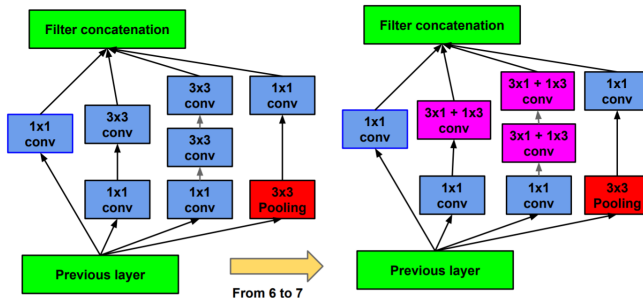 Filter concatenation
1x1
conv
3x3
conv
3x3
conv
1x1
conv
3x3
conv
1x1
conv
1x1
conv
3x3
Pooling
Previous layer
From 6 to 7
Filter concatenation
1x1
conv
3x1 + 1x3
conv
3x1 + 1x3
conv
1x1
conv
3x1 + 1x3
conv
1x1
conv
1x1
conv
3x3
Pooling
Previous layer